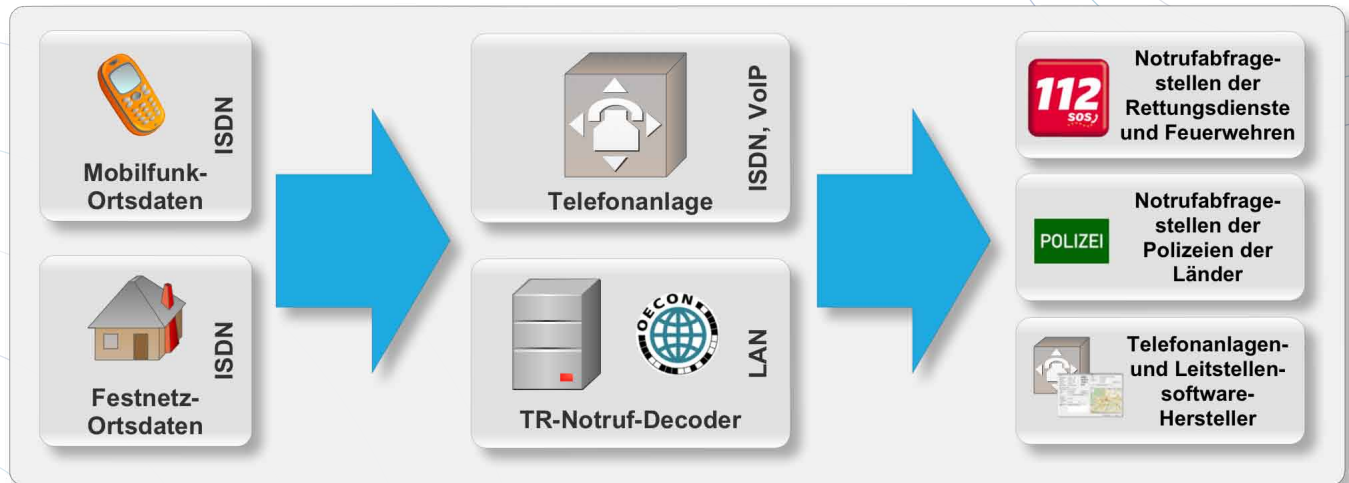 ISDN
Mobilfunk-
Ortsdaten
ISDN
Festnetz-
Ortsdaten
ISDN, VoIP
Telefonanlage
OECON
LAN
TR-Notruf-Decoder
112
SOS
Notrufabfrage-
stellen der
Rettungsdienste
und Feuerwehren
POLIZEI
Notrufabfrage-
stellen der
Polizeien der
Länder
Telefonanlagen-
und Leitstellen-
software-
Hersteller